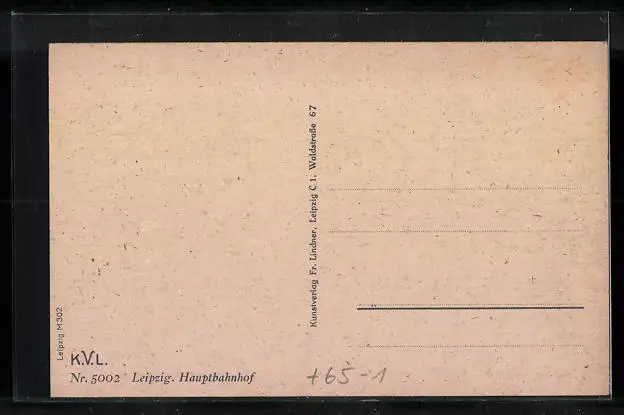 Leipzig M 302
K.V.L.
Nr. 5002 Leipzig. Hauptbahnhof
Kunstverlag Fr. Lindner, Leipzig C 1, Waldstraße 67
+65-1